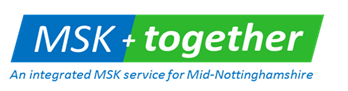 MSK + together
An integrated MSK service for Mid-Nottinghamshire